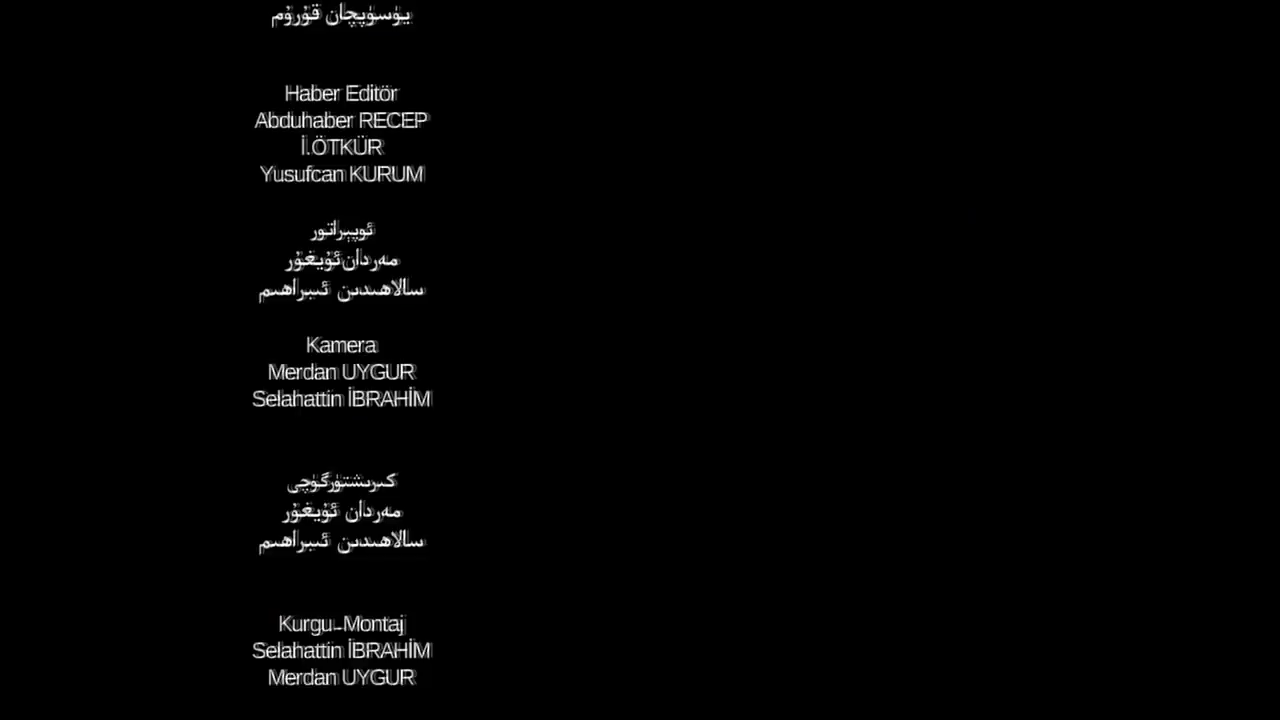 يۈسۈپچان قۇرۇم
Haber Editör
Abduhaber RECEP
İ.ÖTKÜR
Yusufcan KURUM
ئوپېراتور
مەردان ئۇيغۇر
سالاھىدىن ئىبراھىم
Kamera
Merdan UYGUR
Selahattin İBRAHİM
كىرىشتۈرگۈچى
مەردان ئۇيغۇر
سالاھىدىن ئىبراھىم
Kurgu-Montaj
Selahattin İBRAHİM
Merdan UYGUR